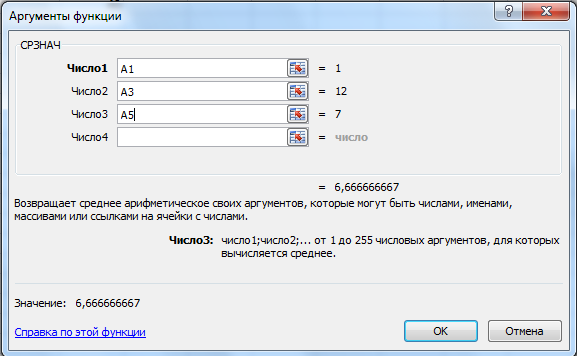 Аргументы функции
СРЗНАЧ
Число1 A1 = 1
Число2 A3 = 12
Число3 A5 = 7
Число4 = число
= 6,666666667
Возвращает среднее арифметическое своих аргументов, которые могут быть числами, именами,
массивами или ссылками на ячейки с числами.
Число3: число1;число2;... от 1 до 255 числовых аргументов, для которых
вычисляется среднее.
Значение: 6,666666667
Справка по этой функции
ОК
Отмена